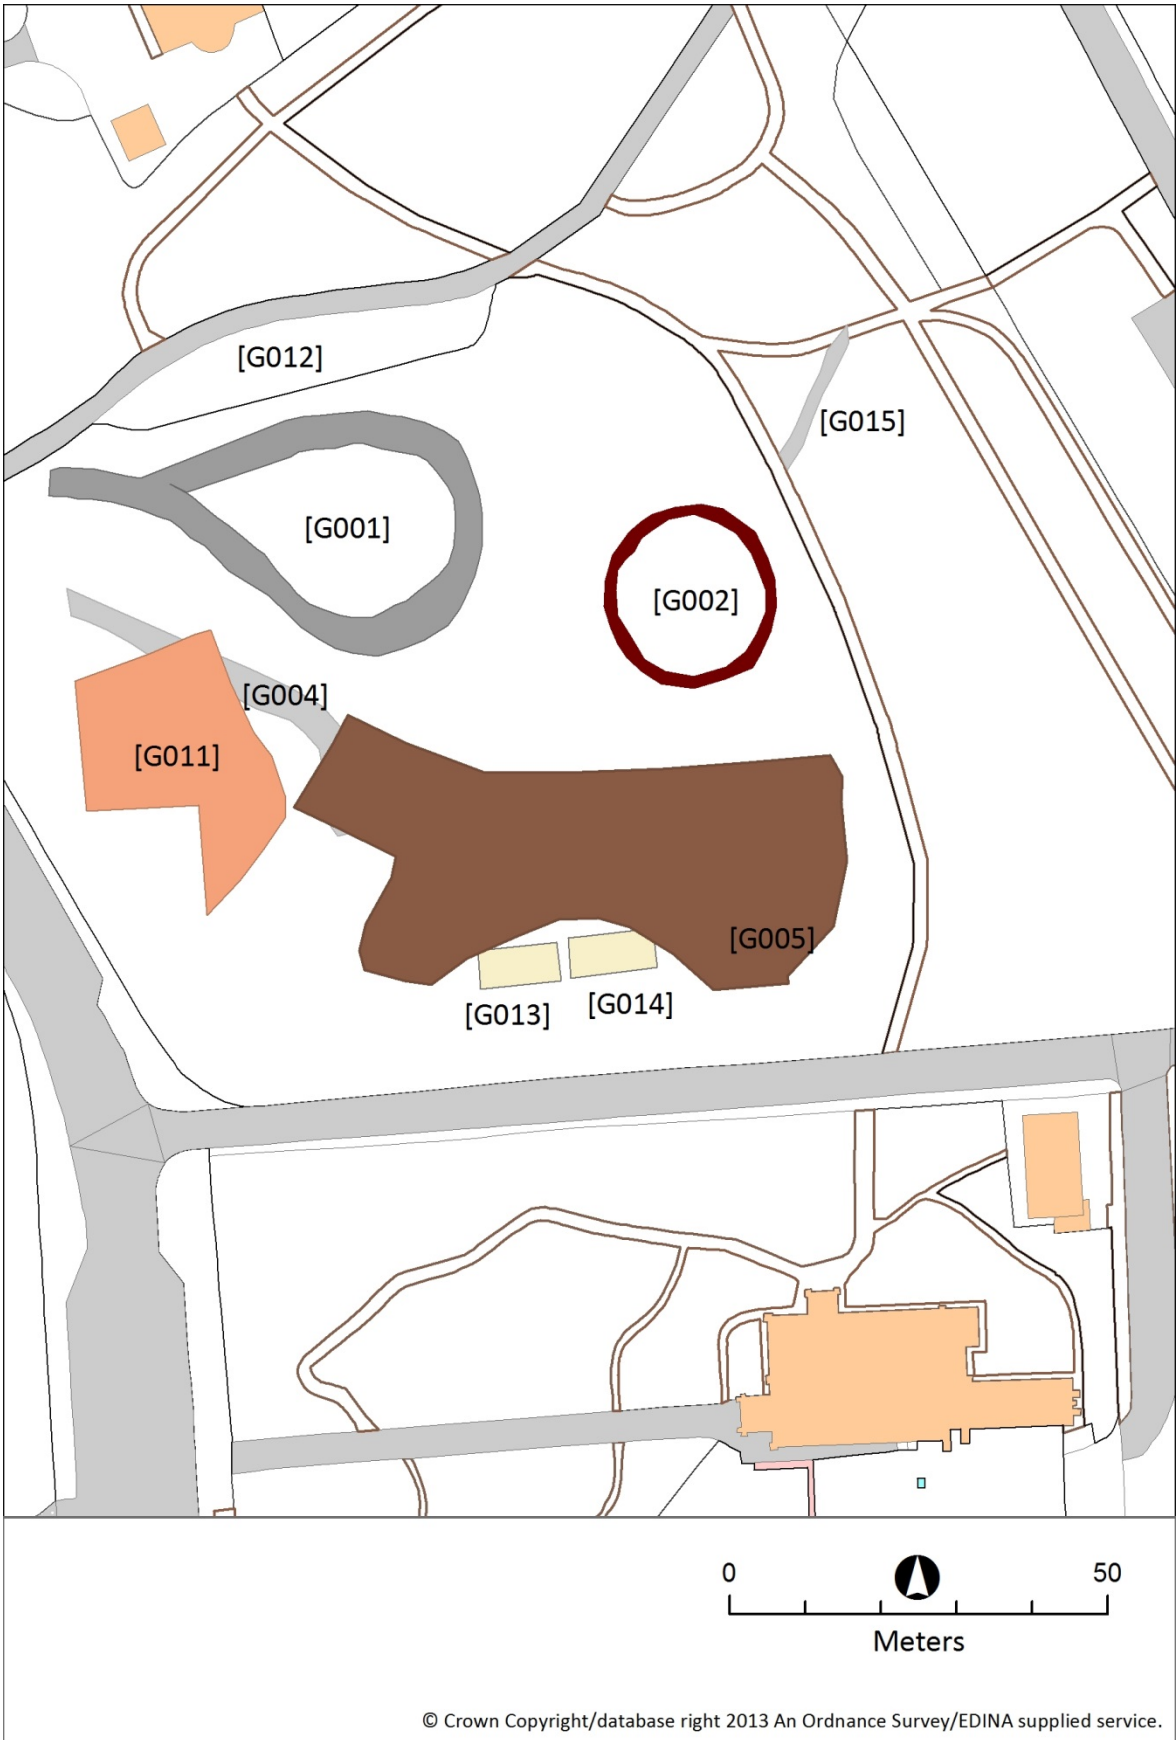 [G012]
[G015]
[G001]
[G002]
[G004]
[G011]
[G005]
[G013]
[G014]
0 50
Meters
© Crown Copyright/database right 2013 An Ordnance Survey/EDINA supplied service.